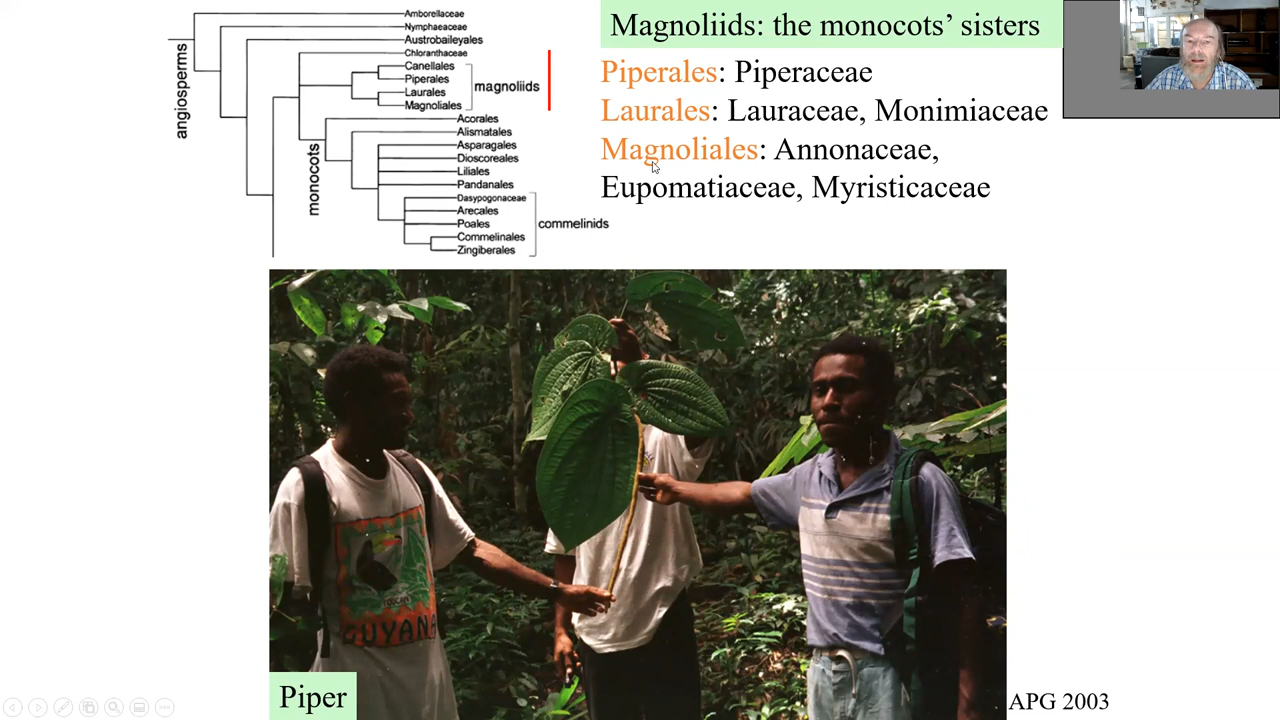 Magnoliids: the monocots’ sisters
Piperales: Piperaceae
Laurales: Lauraceae, Monimiaceae
Magnoliales: Annonaceae,
Eupomatiaceae, Myristicaceae
angiosperms
Amborellaceae
Nymphaeaceae
Austrobaileyales
Chloranthaceae
Canellales
Piperales
Laurales
Magnoliales
magnoliids
monocots
Acorales
Alismatales
Asparagales
Dioscoreales
Liliales
Pandanales
Dasypogonaceae
Arecales
Poales
Commelinales
Zingiberales
commelinids
GUYANA
Piper
APG 2003